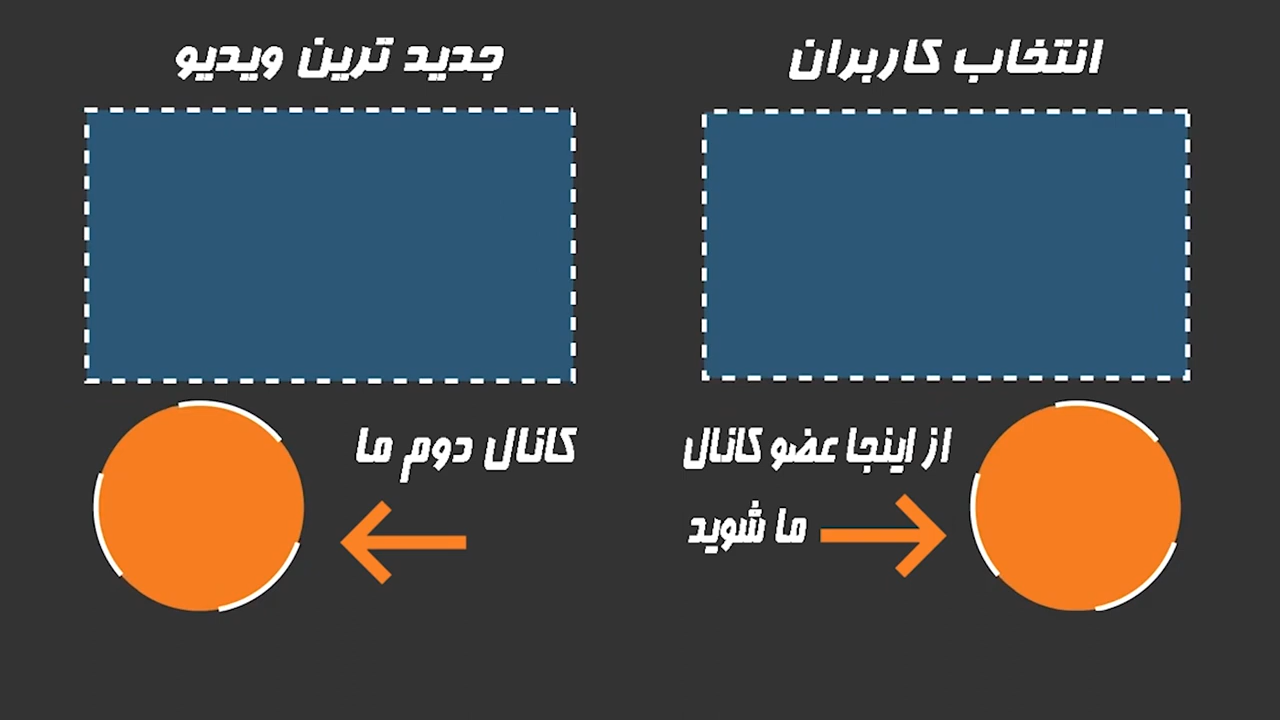 انتخاب کاربران
جدید ترین ویدیو
از اینجا عضو کانال
ما شوید
کانال دوم ما